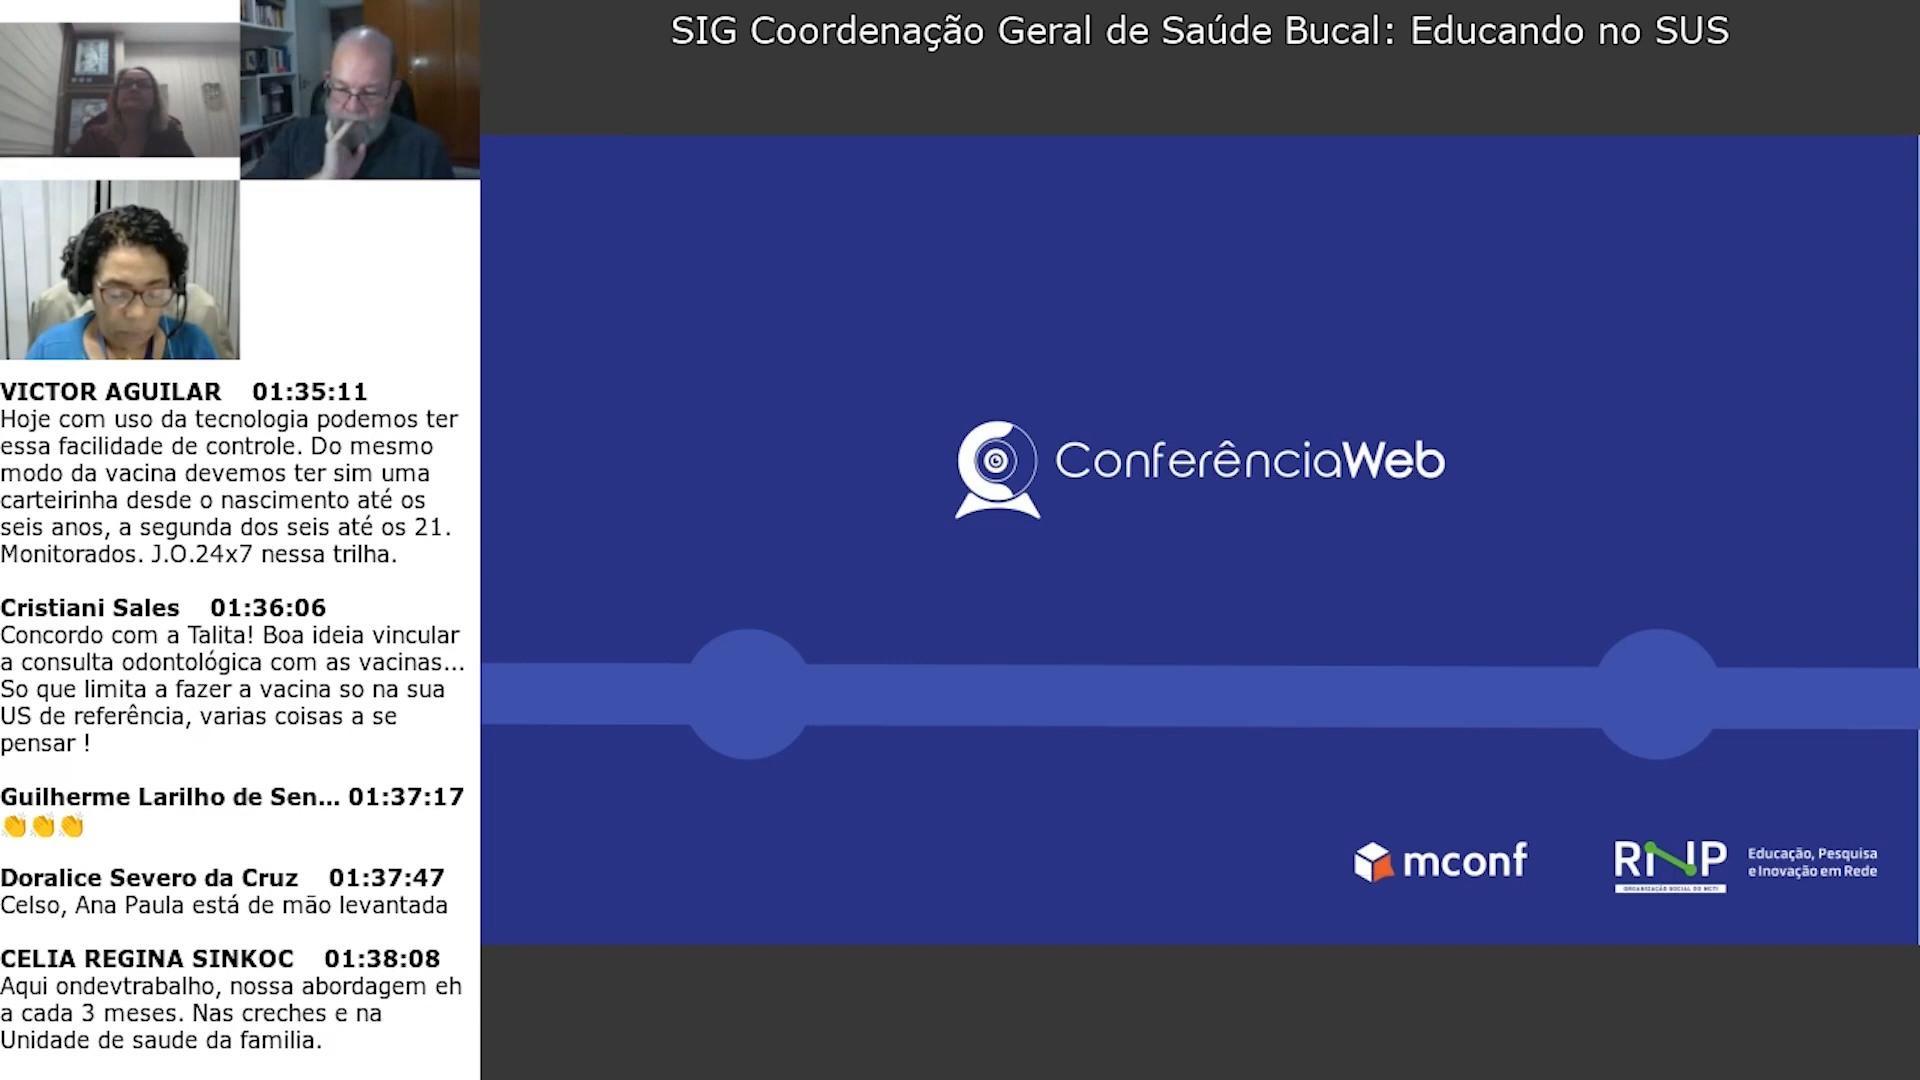 SIG Coordenação Geral de Saúde Bucal: Educando no SUS
VICTOR AGUILAR 01:35:11
Hoje com uso da tecnologia podemos ter
essa facilidade de controle. Do mesmo
modo da vacina devemos ter sim uma
carteirinha desde o nascimento até os
seis anos, a segunda dos seis até os 21.
Monitorados. J.O.24x7 nessa trilha.
Cristiani Sales 01:36:06
Concordo com a Talita! Boa ideia vincular
a consulta odontológica com as vacinas...
So que limita a fazer a vacina so na sua
US de referência, varias coisas a se
pensar !
Guilherme Larilho de Sen... 01:37:17
👏👏👏
Doralice Severo da Cruz 01:37:47
Celso, Ana Paula está de mão levantada
CELIA REGINA SINKOC 01:38:08
Aqui ondevtrabalho, nossa abordagem eh
a cada 3 meses. Nas creches e na
Unidade de saude da familia.
ConferênciaWeb
mconf
RNP
ORGANIZAÇÃO SOCIAL DO MCTI
Educação, Pesquisa
e Inovação em Rede